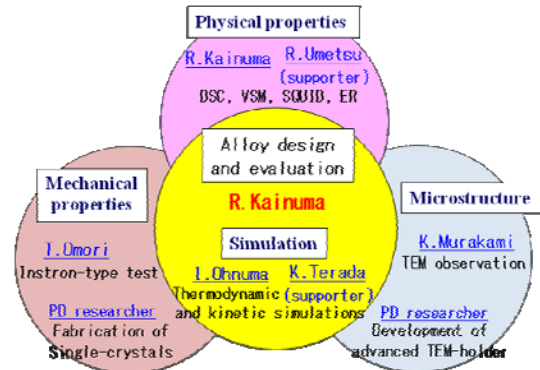 Physical properties
R.Kainuma R.Umetsu
(supporter)
DSC, VSM, SQUID, ER
Alloy design
and evaluation
R.Kainuma
Mechanical
properties
T.Omori
Instron-type test
PD researcher
Fabrication of
Single-crystals
Simulation
I.Ohnuma K.Terada
Thermodynamic (supporter)
and kinetic simulations
Microstructure
K.Murakami
TEM observation
PD researcher
Development of
advanced TEM-holder